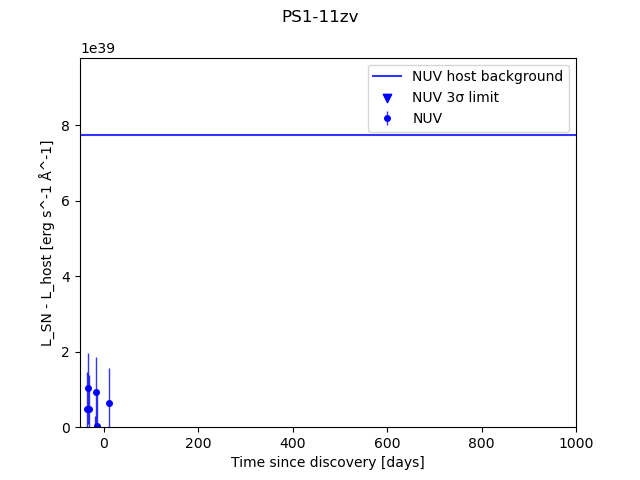 PS1-11zv
1e39
NUV host background
NUV 3σ limit
NUV
8
6
4
2
0
L_SN - L_host [erg s^-1 Å^-1]
0 200 400 600 800 1000
Time since discovery [days]